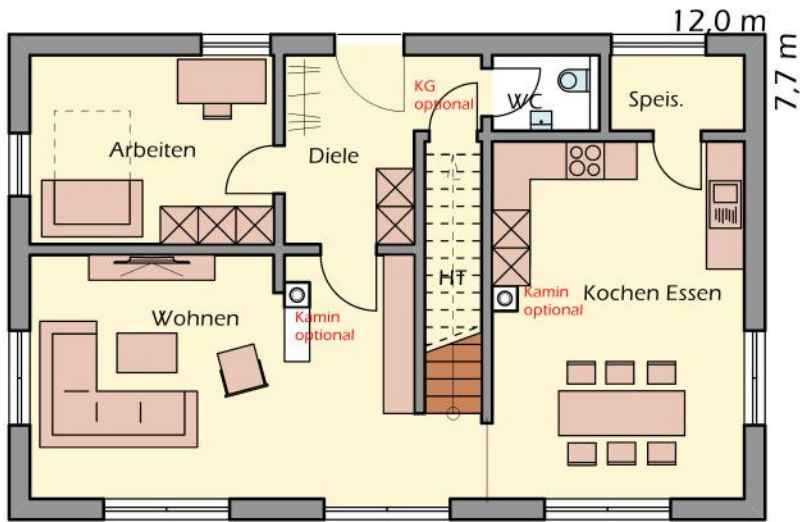 12,0 m
7,7 m
KG
optional
WC
Speis.
Arbeiten
Diele
HT
Kamin
optional
Kochen Essen
Wohnen
Kamin
optional